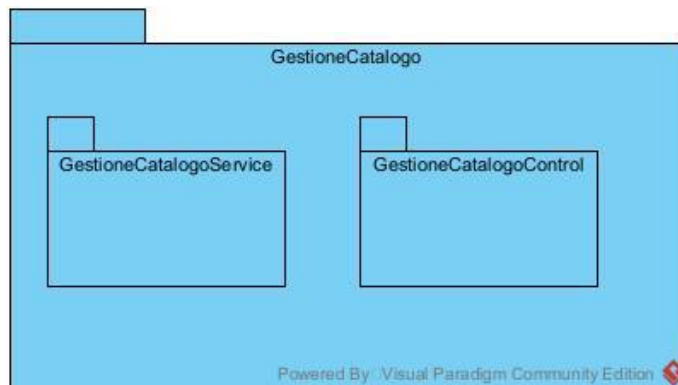 GestioneCatalogo
GestioneCatalogoService
GestioneCatalogoControl
Powered By Visual Paradigm Community Edition